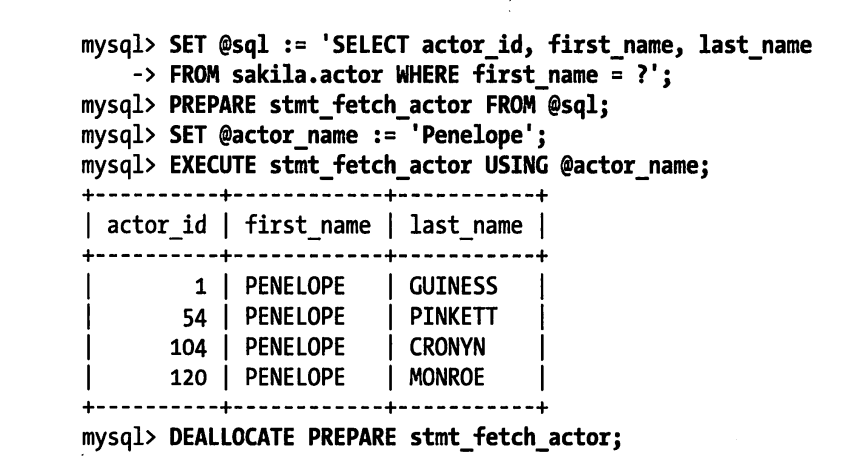 mysql> SET @sql := 'SELECT actor_id, first_name, last_name
    -> FROM sakila.actor WHERE first_name = ?';
mysql> PREPARE stmt_fetch_actor FROM @sql;
mysql> SET @actor_name := 'Penelope';
mysql> EXECUTE stmt_fetch_actor USING @actor_name;
+----------+------------+-----------+
| actor_id | first_name | last_name |
+----------+------------+-----------+
|        1 | PENELOPE   | GUINESS   |
|       54 | PENELOPE   | PINKETT   |
|      104 | PENELOPE   | CRONYN    |
|      120 | PENELOPE   | MONROE    |
+----------+------------+-----------+
mysql> DEALLOCATE PREPARE stmt_fetch_actor;